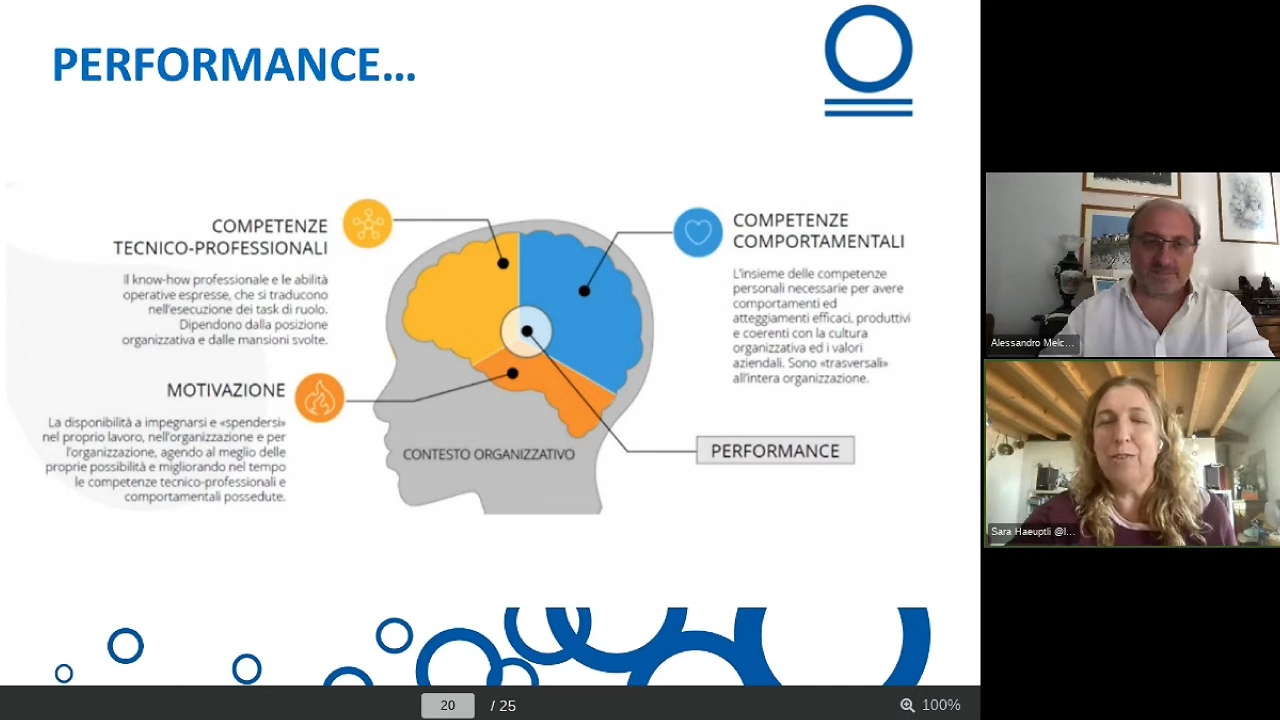 PERFORMANCE...
COMPETENZE
TECNICO-PROFESSIONALI
Il know-how professionale e le abilità
operative espresse, che si traducono
nell'esecuzione dei task di ruolo.
Dipendono dalla posizione
organizzativa e dalle mansioni svolte.
MOTIVAZIONE
La disponibilità a impegnarsi e «spendersi»
nel proprio lavoro, nell'organizzazione e per
l'organizzazione, agendo al meglio delle
proprie possibilità e migliorando nel tempo
le competenze tecnico-professionali e
comportamentali possedute.
CONTESTO ORGANIZZATIVO
COMPETENZE
COMPORTAMENTALI
L'insieme delle competenze
personali necessarie per avere
comportamenti ed
atteggiamenti efficaci, produttivi
e coerenti con la cultura
organizzativa ed i valori
aziendali. Sono «trasversali»
all'intera organizzazione.
PERFORMANCE
Alessandro Melc...
Sara Haeuptli @l...
20 / 25
100%